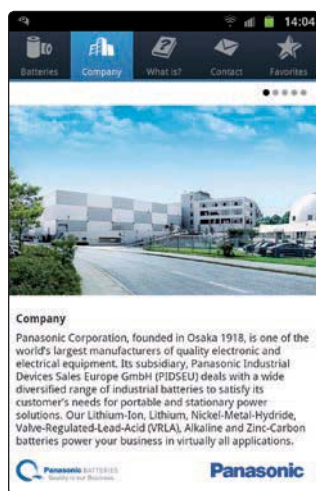 14:04
Batteries Company What is? Contact Favorites
Company
Panasonic Corporation, founded in Osaka 1918, is one of the
world's largest manufacturers of quality electronic and
electrical equipment. Its subsidiary, Panasonic Industrial
Devices Sales Europe GmbH (PIDSEU) deals with a wide
diversified range of industrial batteries to satisfy its
customer's needs for portable and stationary power
solutions. Our Lithium-Ion, Lithium, Nickel-Metal-Hydride,
Valve-Regulated-Lead-Acid (VRLA), Alkaline and Zinc-Carbon
batteries power your business in virtually all applications.
Panasonic BATTERIES
Quality is our Business.
Panasonic